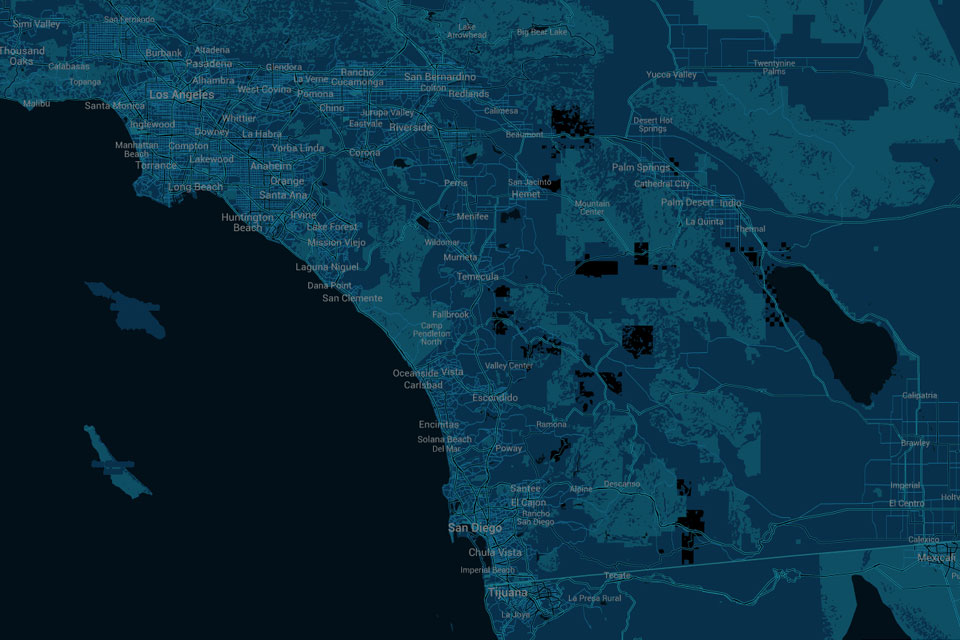 San Fernando
Simi Valley
Lake
Arrowhead
Big Bear Lake
Thousand
Oaks
Burbank
Altadena
Pasadena
Calabasas
Glendora
Twentynine
Palms
Topanga
Alhambra
La Verne
Rancho
Cucamonga
San Bernardino
Yucca Valley
Los Angeles
West Covina
Pomona
Colton
Redlands
Malibu
Santa Monica
Chino
Jurupa Valley
Calimesa
Inglewood
Whittier
Eastvale
Riverside
Desert Hot
Springs
Downey
La Habra
Beaumont
Manhattan
Beach
Compton
Yorba Linda
Corona
Torrance
Lakewood
Anaheim
Palm Springs
Long Beach
Orange
Perris
San Jacinto
Cathedral City
Santa Ana
Hemet
Mountain
Center
Palm Desert
Indio
Huntington
Beach
Irvine
Menifee
La Quinta
Lake Forest
Thermal
Mission Viejo
Wildomar
Murrieta
Laguna Niguel
Temecula
Dana Point
San Clemente
Fallbrook
Camp
Pendleton
North
Valley Center
Oceanside
Vista
Carlsbad
Escondido
Calipatria
Encinitas
Ramona
Solana Beach
Del Mar
Poway
Brawley
Santee
Alpine
Descanso
Imperial
El Cajon
El Centro
Holtv
Rancho
San Diego
San Diego
Calexico
Chula Vista
Mexicali
Imperial Beach
Tecate
Pu
Tijuana
La Presa Rural
La Joya